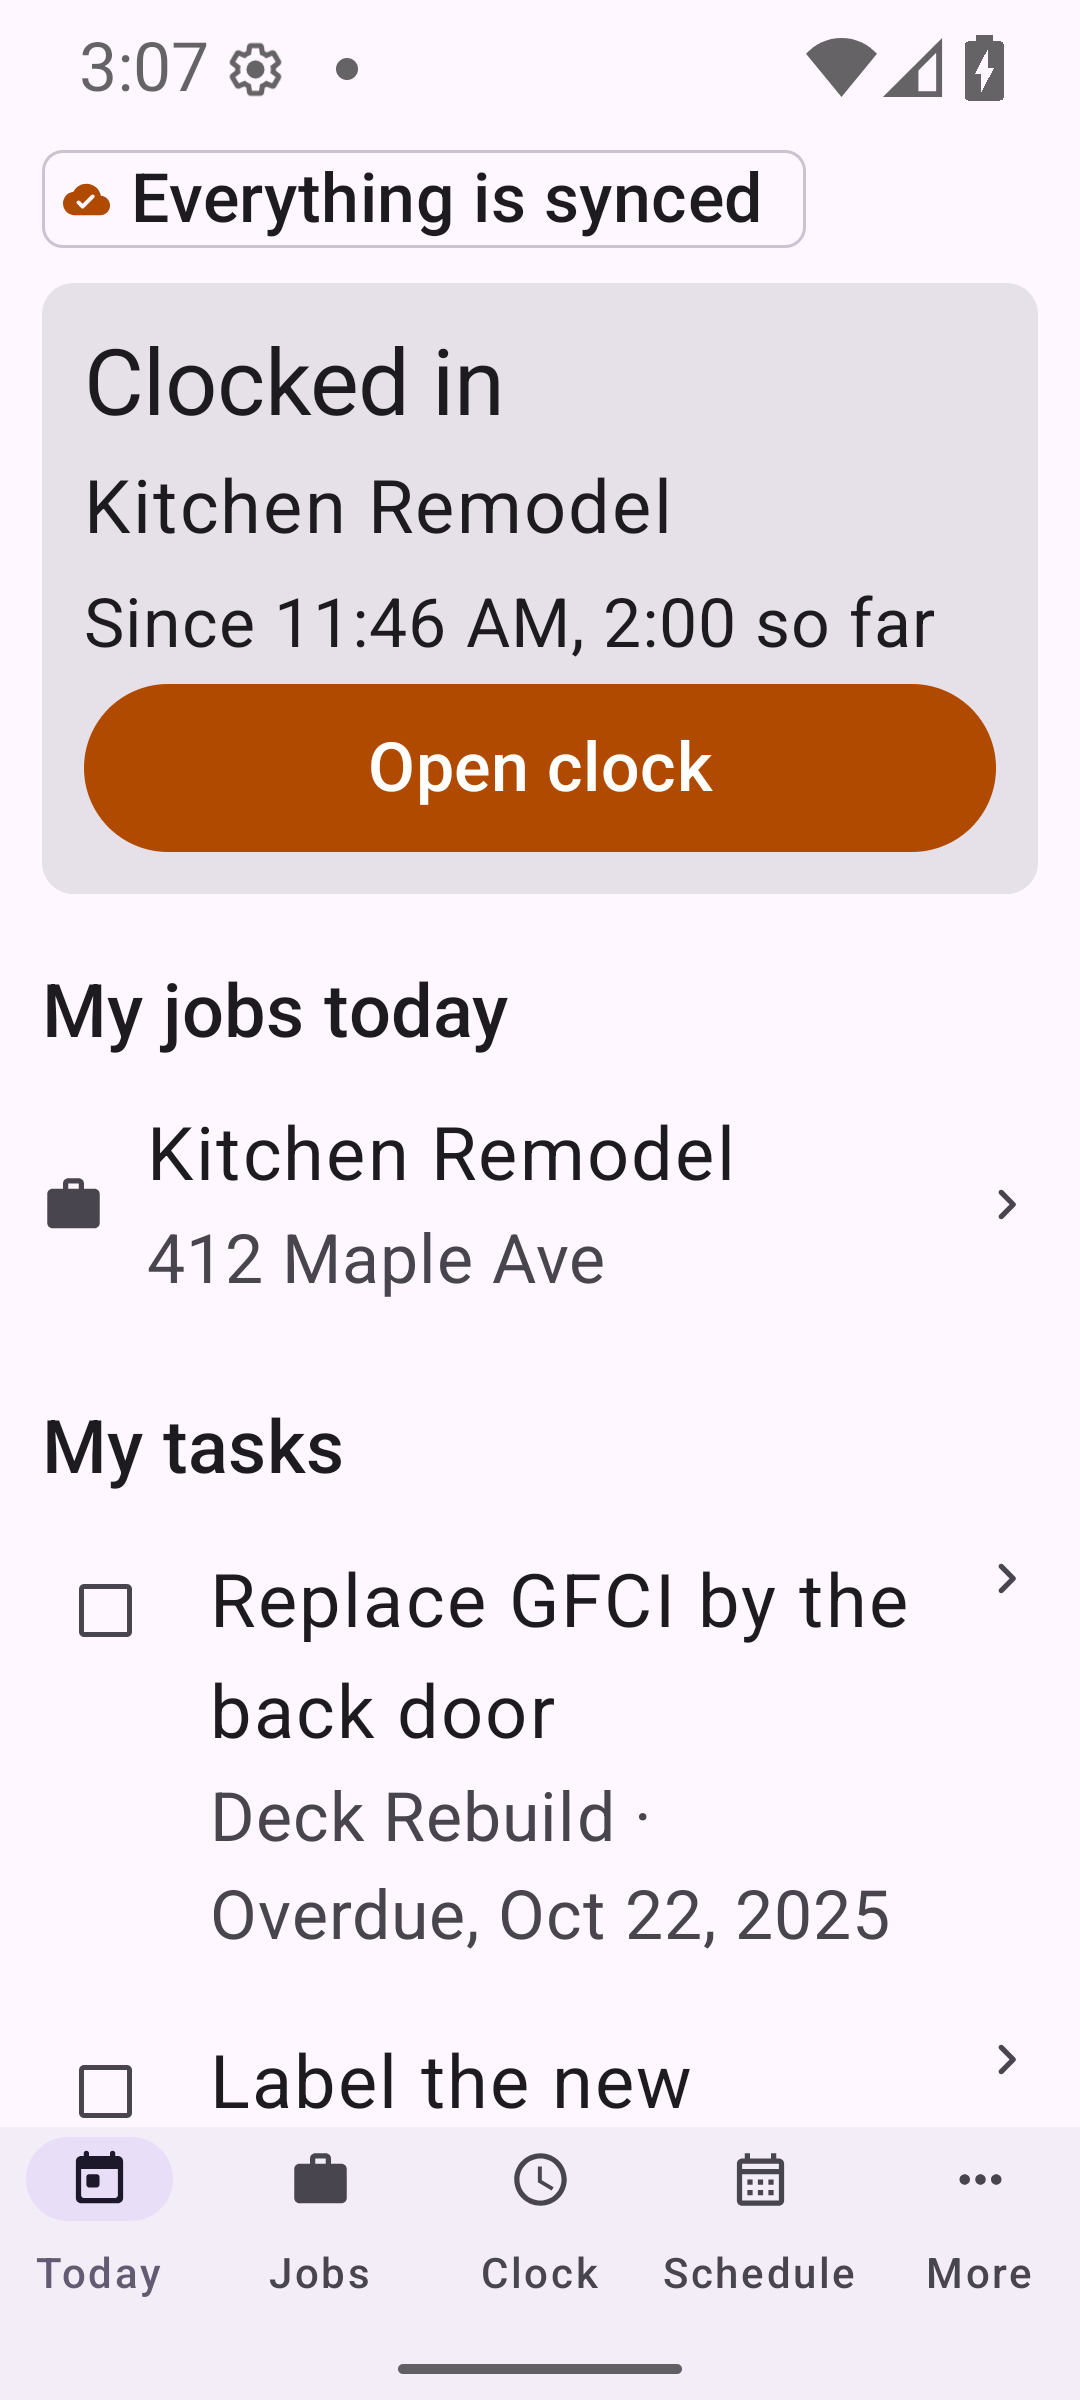 3:07
Everything is synced
Clocked in
Kitchen Remodel
Since 11:46 AM, 2:00 so far
Open clock
My jobs today
Kitchen Remodel
412 Maple Ave
My tasks
Replace GFCI by the
back door
Deck Rebuild ·
Overdue, Oct 22, 2025
Label the new
Today
Jobs
Clock
Schedule
More